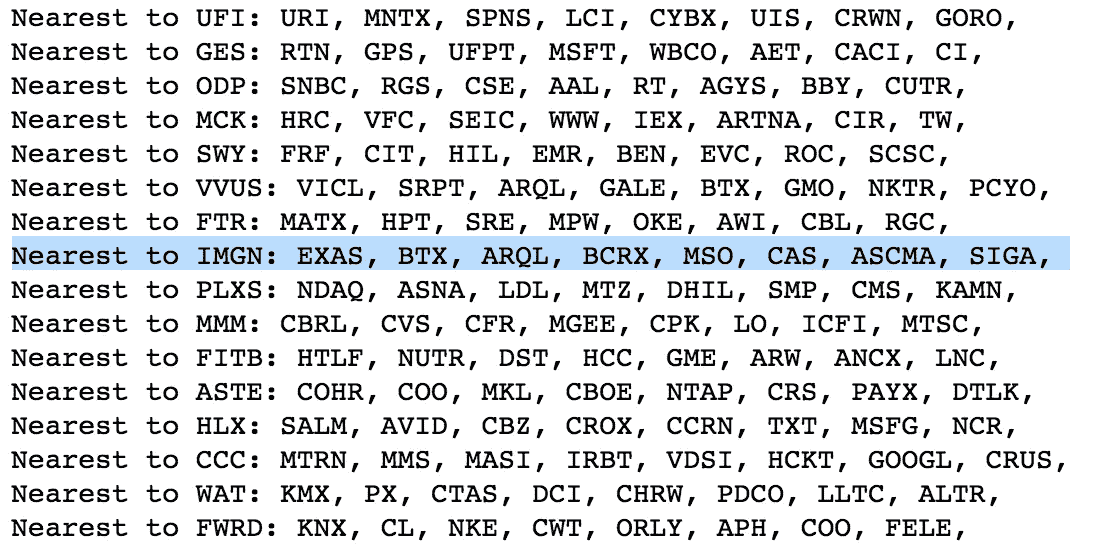 Nearest to UFI: URI, MNTX, SPNS, LCI, CYBX, UIS, CRWN, GORO,
Nearest to GES: RTN, GPS, UFPT, MSFT, WBCO, AET, CACI, CI,
Nearest to ODP: SNBC, RGS, CSE, AAL, RT, AGYS, BBY, CUTR,
Nearest to MCK: HRC, VFC, SEIC, WWW, IEX, ARTNA, CIR, TW,
Nearest to SWY: FRF, CIT, HIL, EMR, BEN, EVC, ROC, SCSC,
Nearest to VVUS: VICL, SRPT, ARQL, GALE, BTX, GMO, NKTR, PCYO,
Nearest to FTR: MATX, HPT, SRE, MPW, OKE, AWI, CBL, RGC,
Nearest to IMGN: EXAS, BTX, ARQL, BCRX, MSO, CAS, ASCMA, SIGA,
Nearest to PLXS: NDAQ, ASNA, LDL, MTZ, DHIL, SMP, CMS, KAMN,
Nearest to MMM: CBRL, CVS, CFR, MGEE, CPK, LO, ICFI, MTSC,
Nearest to FITB: HTLF, NUTR, DST, HCC, GME, ARW, ANCX, LNC,
Nearest to ASTE: COHR, COO, MKL, CBOE, NTAP, CRS, PAYX, DTLK,
Nearest to HLX: SALM, AVID, CBZ, CROX, CCRN, TXT, MSFG, NCR,
Nearest to CCC: MTRN, MMS, MASI, IRBT, VDSI, HCKT, GOOGL, CRUS,
Nearest to WAT: KMX, PX, CTAS, DCI, CHRW, PDCO, LLTC, ALTR,
Nearest to FWRD: KNX, CL, NKE, CWT, ORLY, APH, COO, FELE,